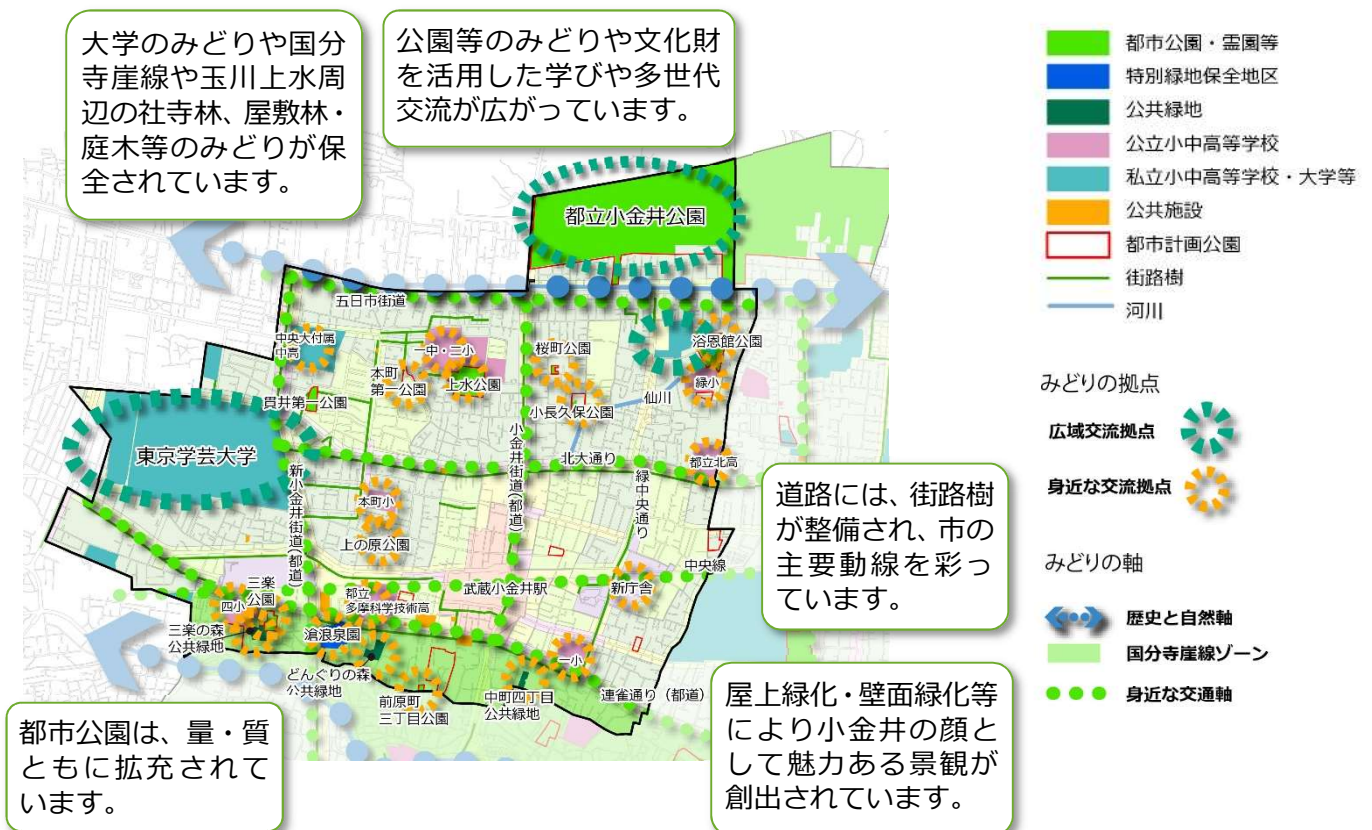 大学のみどりや国分
寺崖線や玉川上水周
辺の社寺林、屋敷林・
庭木等のみどりが保
全されています。
公園等のみどりや文化財
を活用した学びや多世代
交流が広がっています。
都市公園・霊園等
特別緑地保全地区
公共緑地
公立小中高等学校
私立小中高等学校・大学等
公共施設
都市計画公園
街路樹
河川
みどりの拠点
広域交流拠点
身近な交流拠点
みどりの軸
歴史と自然軸
国分寺崖線ゾーン
身近な交通軸
都立小金井公園
五日市街道
中央大付属
中高
一中・二小
桜町公園
浴恩館公園
本町
第一公園
上水公園
緑小
貫井第一公園
小長久保公園
仙川
小金井街道(都道)
北大通り
都立北高
東京学芸大学
新小金井街道(都道)
緑中央通り
本町小
上の原公園
中央線
武蔵小金井駅
新庁舎
三楽
公園
四小
都立
多摩科学技術高
滄浪泉園
三楽の森
公共緑地
一小
どんぐりの森
公共緑地
前原町
三丁目公園
中町四丁目
公共緑地
連雀通り（都道）
道路には、街路樹
が整備され、市の
主要動線を彩っ
ています。
屋上緑化・壁面緑化等
により小金井の顔と
して魅力ある景観が
創出されています。
都市公園は、量・質
ともに拡充されて
います。